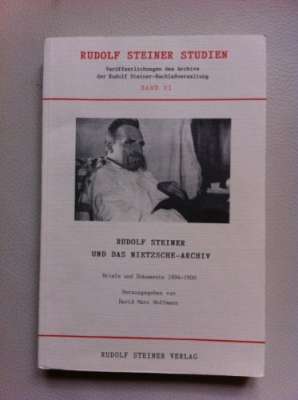 RUDOLF STEINER STUDIEN
Veröffentlichungen des Archivs
der Rudolf Steiner-Nachlaßverwaltung
BAND VI
RUDOLF STEINER
UND DAS NIETZSCHE-ARCHIV
Briefe und Dokumente 1894-1900
Herausgegeben von
David Marc Hoffmann
RUDOLF STEINER VERLAG